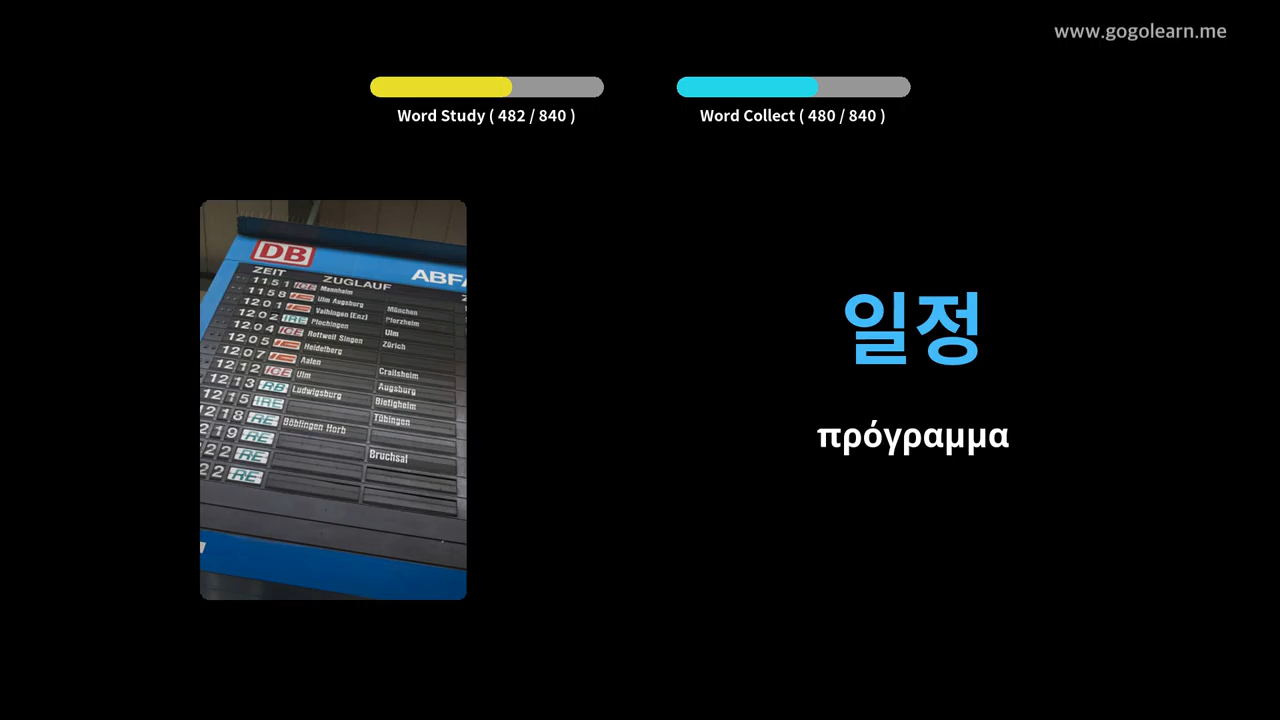 www.gogolearn.me
Word Study ( 482 / 840 )
Word Collect ( 480 / 840 )
DB
ABFA
ZEIT ZUGLAUF
1151 ICE Mannheim
1158 Ulm Augsburg München
1201 Vaihingen (Enz) Pforzheim
1202 IRE Plochingen Ulm
1204 ICE Rottweil Singen Zürich
1205 Heidelberg
1207 Aalen Crailsheim
1212 ICE Ulm Augsburg
1213 RB Ludwigsburg Bietigheim
1215 IRE Tübingen
1218 RE Böblingen Horb
219 RE
22 RE Bruchsal
22 RE
일정
πρόγραμμα